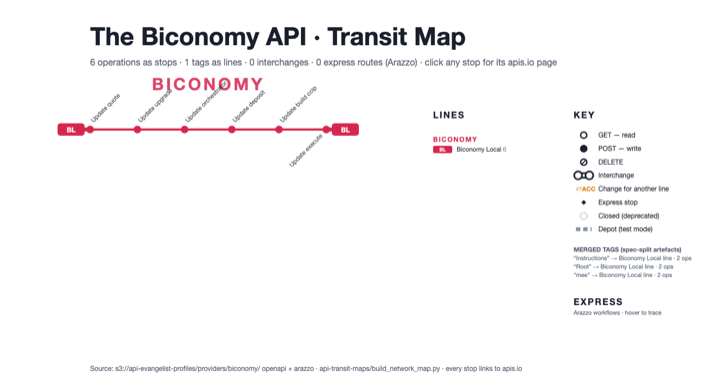 The Biconomy API · Transit Map
6 operations as stops · 1 tags as lines · 0 interchanges · 0 express routes (Arazzo) · click any stop for its apis.io page
BICONOMY
Update quote
Update upgrade
Update orchestrator
Update deposit
Update build cop
Update execute
BL
BL
LINES
BICONOMY
BL Biconomy Local 6
KEY
GET — read
POST — write
DELETE
Interchange
⇄ACC Change for another line
Express stop
Closed (deprecated)
Depot (test mode)
MERGED TAGS (spec-split artefacts)
"Instructions" → Biconomy Local line · 2 ops
"Root" → Biconomy Local line · 2 ops
"mee" → Biconomy Local line · 2 ops
EXPRESS
Arazzo workflows · hover to trace
Source: s3://api-evangelist-profiles/providers/biconomy/ openapi + arazzo · api-transit-maps/build_network_map.py · every stop links to apis.io